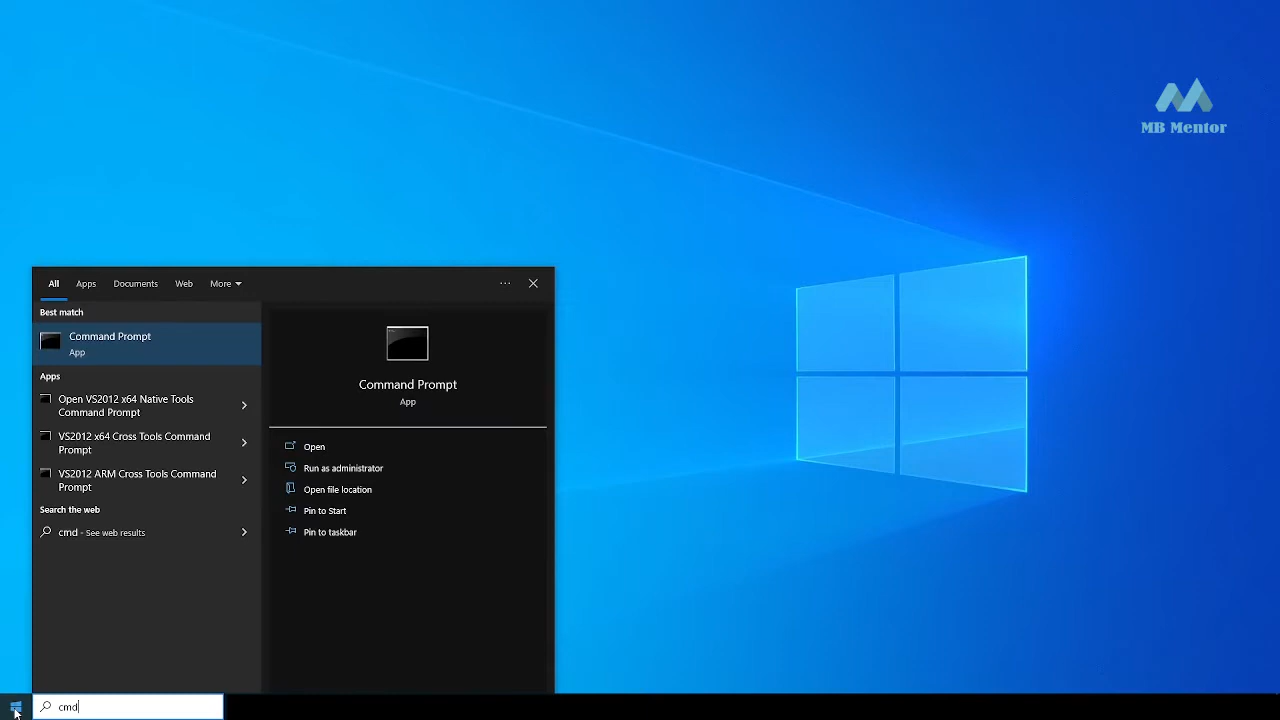 MB Mentor
All Apps Documents Web More
Best match
Command Prompt
App
Apps
Open VS2012 x64 Native Tools
Command Prompt
VS2012 x64 Cross Tools Command
Prompt
VS2012 ARM Cross Tools Command
Prompt
Search the web
cmd - See web results
Command Prompt
App
Open
Run as administrator
Open file location
Pin to Start
Pin to taskbar
cmd